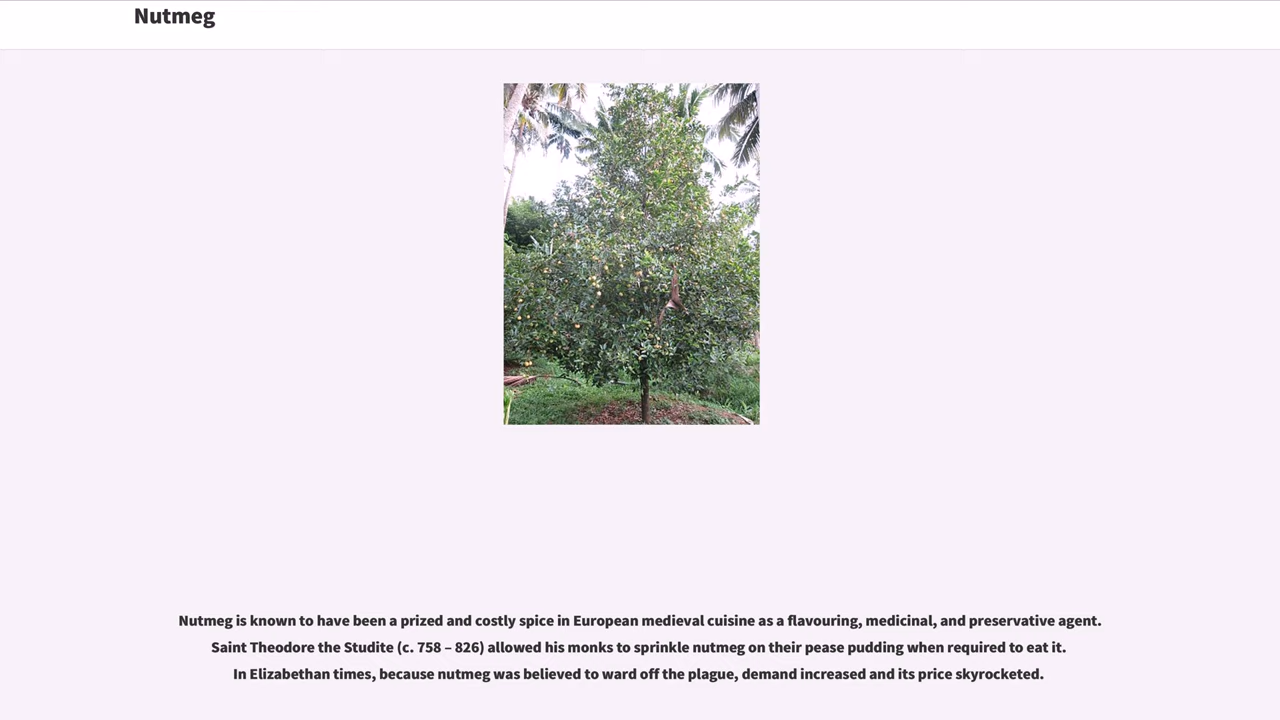 Nutmeg
Nutmeg is known to have been a prized and costly spice in European medieval cuisine as a flavouring, medicinal, and preservative agent.
Saint Theodore the Studite (c. 758 – 826) allowed his monks to sprinkle nutmeg on their pease pudding when required to eat it.
In Elizabethan times, because nutmeg was believed to ward off the plague, demand increased and its price skyrocketed.